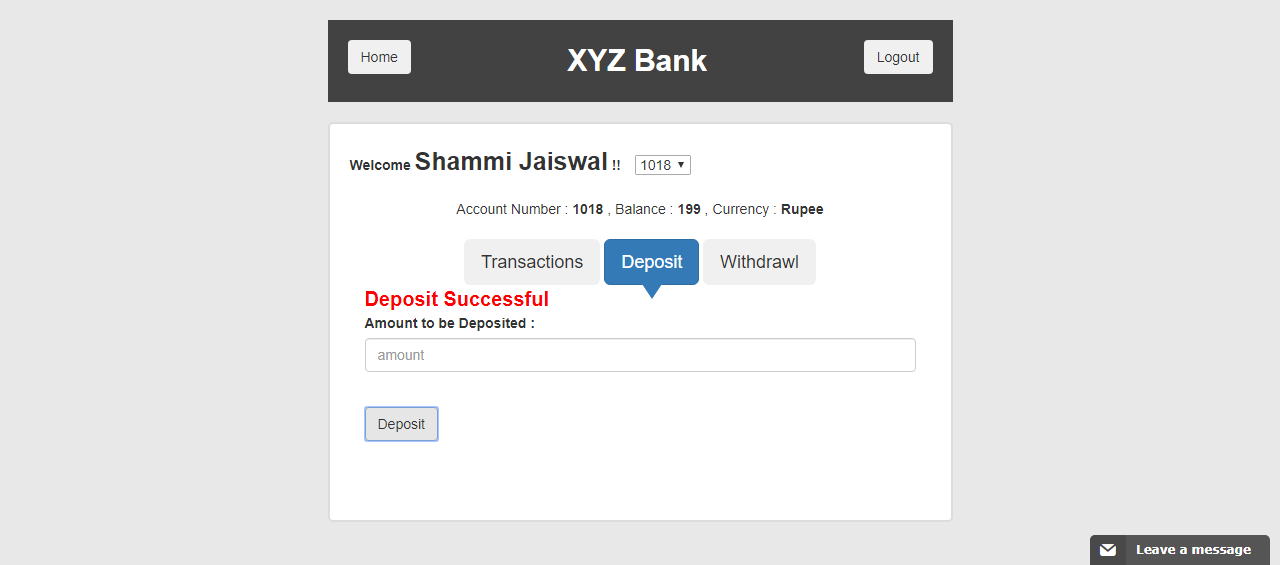 Home XYZ Bank Logout
Welcome Shammi Jaiswal !! 1018
Account Number : 1018 , Balance : 199 , Currency : Rupee
Transactions Deposit Withdrawl
Deposit Successful
Amount to be Deposited :
amount
Deposit
Leave a message